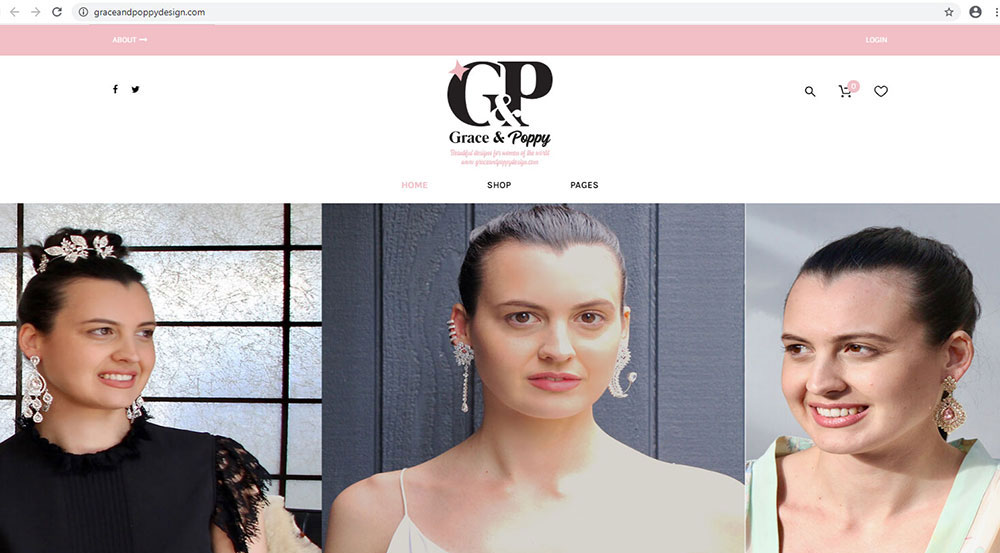 graceandpoppydesign.com
ABOUT
LOGIN
G&P
0
Grace & Poppy
Beautiful designs for women of the world
www.graceandpoppydesign.com
HOME SHOP PAGES